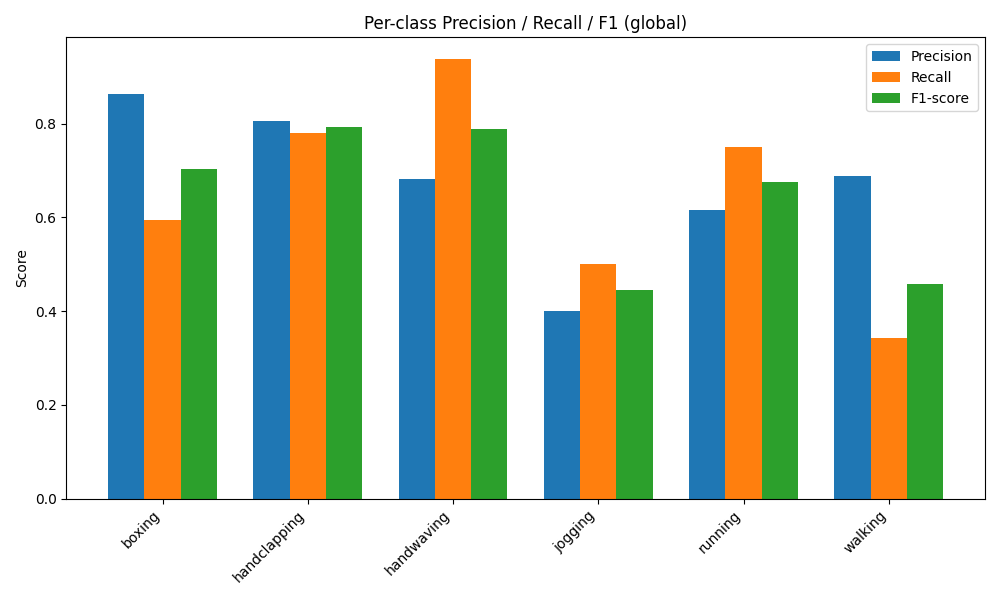 Per-class Precision / Recall / F1 (global)
Precision
Recall
F1-score
Score
0.8
0.6
0.4
0.2
0.0
boxing
handclapping
handwaving
jogging
running
walking